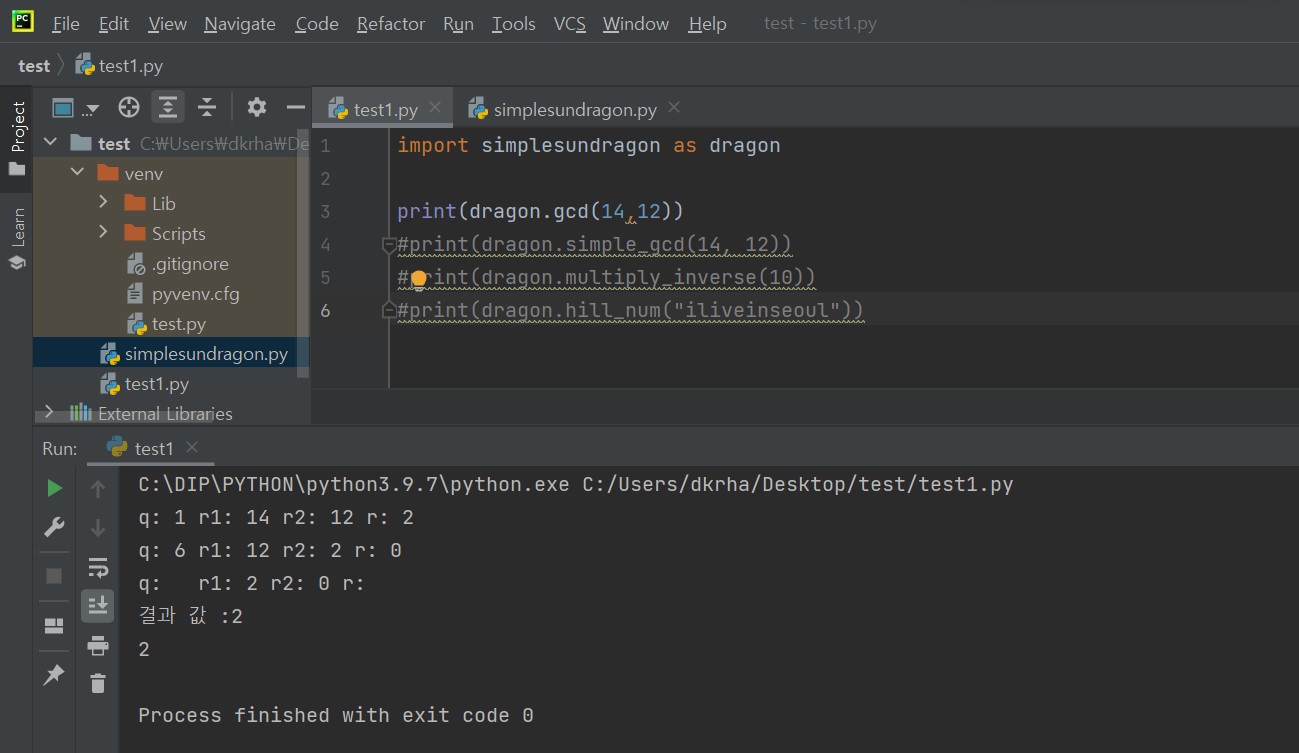 PC
File Edit View Navigate Code Refactor Run Tools VCS Window Help test - test1.py
test test1.py
Project
Learn
...
test C:₩Users₩dkrha₩De
venv
Lib
Scripts
.gitignore
pyvenv.cfg
test.py
simplesundragon.py
test1.py
External Libraries
test1.py simplesundragon.py
1 import simplesundragon as dragon
2
3 print(dragon.gcd(14,12))
4 #print(dragon.simple_gcd(14, 12))
5 #print(dragon.multiply_inverse(10))
6 #print(dragon.hill_num("iliveinseoul"))
Run: test1
C:\DIP\PYTHON\python3.9.7\python.exe C:/Users/dkrha/Desktop/test/test1.py
q: 1 r1: 14 r2: 12 r: 2
q: 6 r1: 12 r2: 2 r: 0
q:   r1: 2 r2: 0 r:
결과 값 :2
2
Process finished with exit code 0